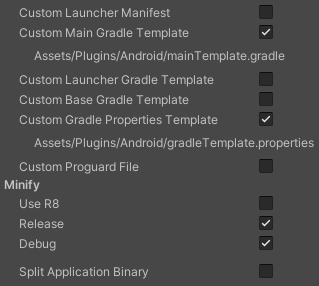 Custom Launcher Manifest
Custom Main Gradle Template
Assets/Plugins/Android/mainTemplate.gradle
Custom Launcher Gradle Template
Custom Base Gradle Template
Custom Gradle Properties Template
Assets/Plugins/Android/gradleTemplate.properties
Custom Proguard File
Minify
Use R8
Release
Debug
Split Application Binary